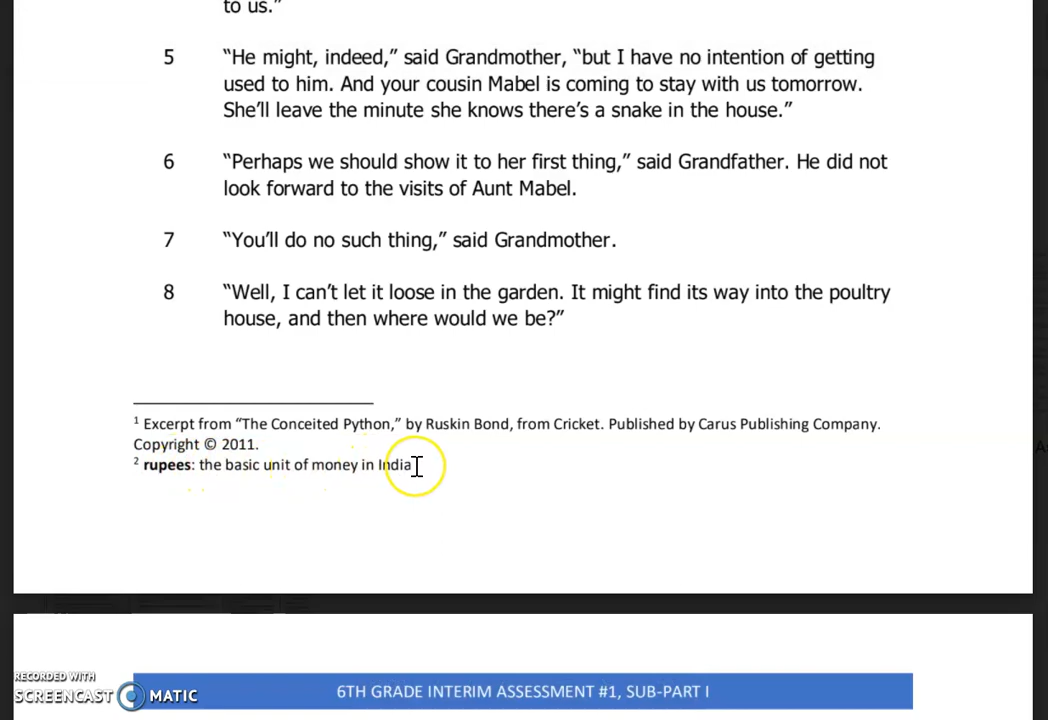 to us.”
5 “He might, indeed,” said Grandmother, “but I have no intention of getting
used to him. And your cousin Mabel is coming to stay with us tomorrow.
She’ll leave the minute she knows there’s a snake in the house.”
6 “Perhaps we should show it to her first thing,” said Grandfather. He did not
look forward to the visits of Aunt Mabel.
7 “You’ll do no such thing,” said Grandmother.
8 “Well, I can’t let it loose in the garden. It might find its way into the poultry
house, and then where would we be?”
1 Excerpt from “The Conceited Python,” by Ruskin Bond, from Cricket. Published by Carus Publishing Company.
Copyright © 2011.
2 rupees: the basic unit of money in India
RECORDED WITH
SCREENCAST MATIC
6TH GRADE INTERIM ASSESSMENT #1, SUB-PART I